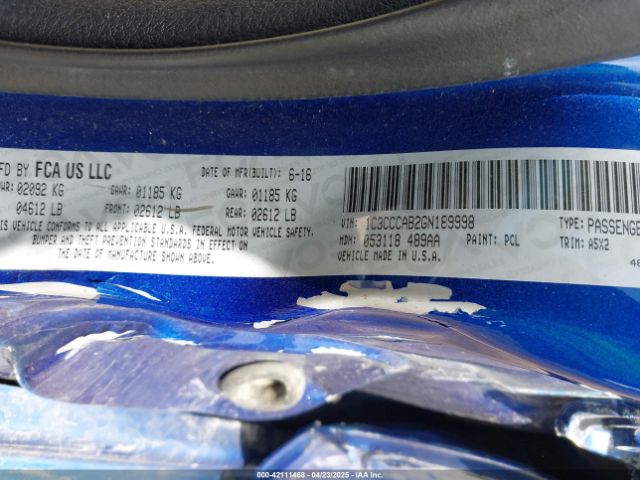 FD BY FCA US LLC DATE OF MFR(BUILT): 6-16
WR: 02092 KG GAWR: 01185 KG GAWR: 01185 KG
04612 LB FRONT: 02612 LB REAR: 02612 LB
IS VEHICLE CONFORMS TO ALL APPLICABLE U.S.A. FEDERAL MOTOR VEHICLE SAFETY,
BUMPER AND THEFT PREVENTION STANDARDS IN EFFECT ON
THE DATE OF MANUFACTURE SHOWN ABOVE.
VIN: 1C3CCCAB2GN189998 TYPE: PASSENGE
MDH: 053118 489AA PAINT: PCL TRIM: A5X2
VEHICLE MADE IN U.S.A. 40
000-42111468 | 04/23/2025 | IAA, Inc.